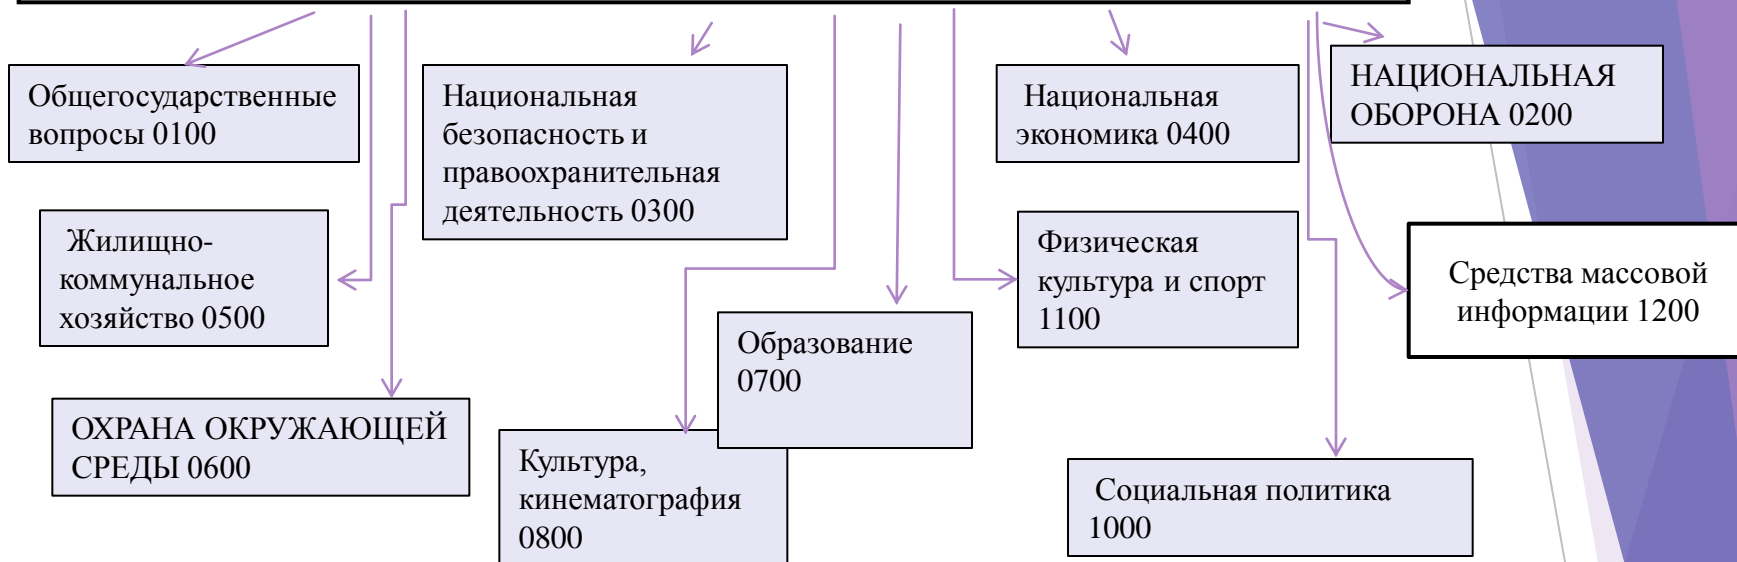 Общегосударственные
вопросы 0100
Национальная
безопасность и
правоохранительная
деятельность 0300
Национальная
экономика 0400
НАЦИОНАЛЬНАЯ
ОБОРОНА 0200
Жилищно-
коммунальное
хозяйство 0500
Физическая
культура и спорт
1100
Средства массовой
информации 1200
Образование
0700
ОХРАНА ОКРУЖАЮЩЕЙ
СРЕДЫ 0600
Культура,
кинематография
0800
Социальная политика
1000